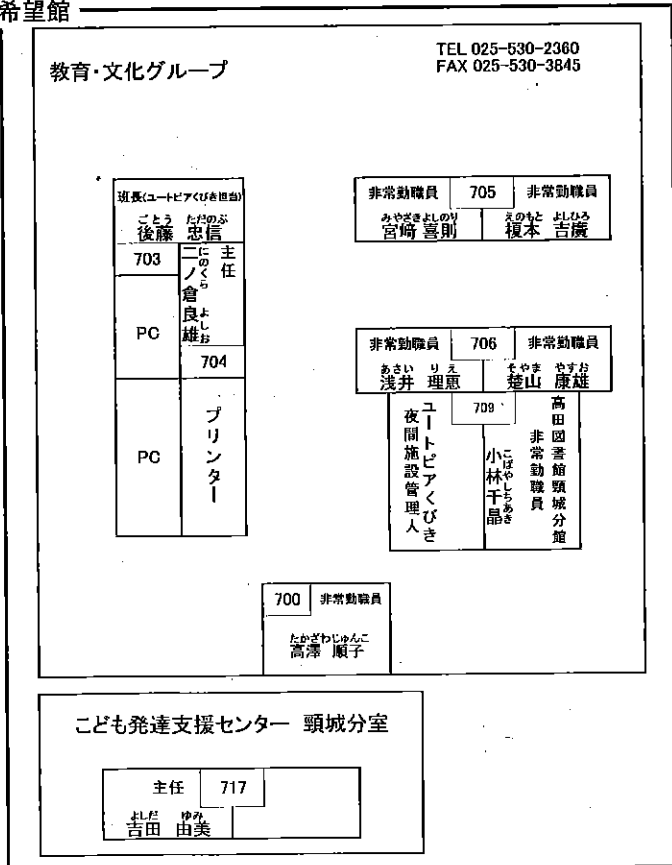 希望館
教育・文化グループ
TEL 025-530-2360
FAX 025-530-3845
班長(ユートピアくびき担当)
ごとう ただのぶ
後藤 忠信
703
主任
にのくら よしお
二ノ倉良雄
PC
704
PC
プリンター
非常勤職員 705 非常勤職員
みやざきよしのり えのもと よしひろ
宮崎 喜則 榎本 吉廣
非常勤職員 706 非常勤職員
あさい りえ そやま やすお
浅井 理恵 楚山 康雄
709
ユートピアくびき
夜間施設管理人
高田図書館頸城分館
非常勤職員
こばやしちあき
小林千晶
700 非常勤職員
たかざわじゅんこ
高澤 順子
こども発達支援センター 頸城分室
主任 717
よしだ ゆみ
吉田 由美